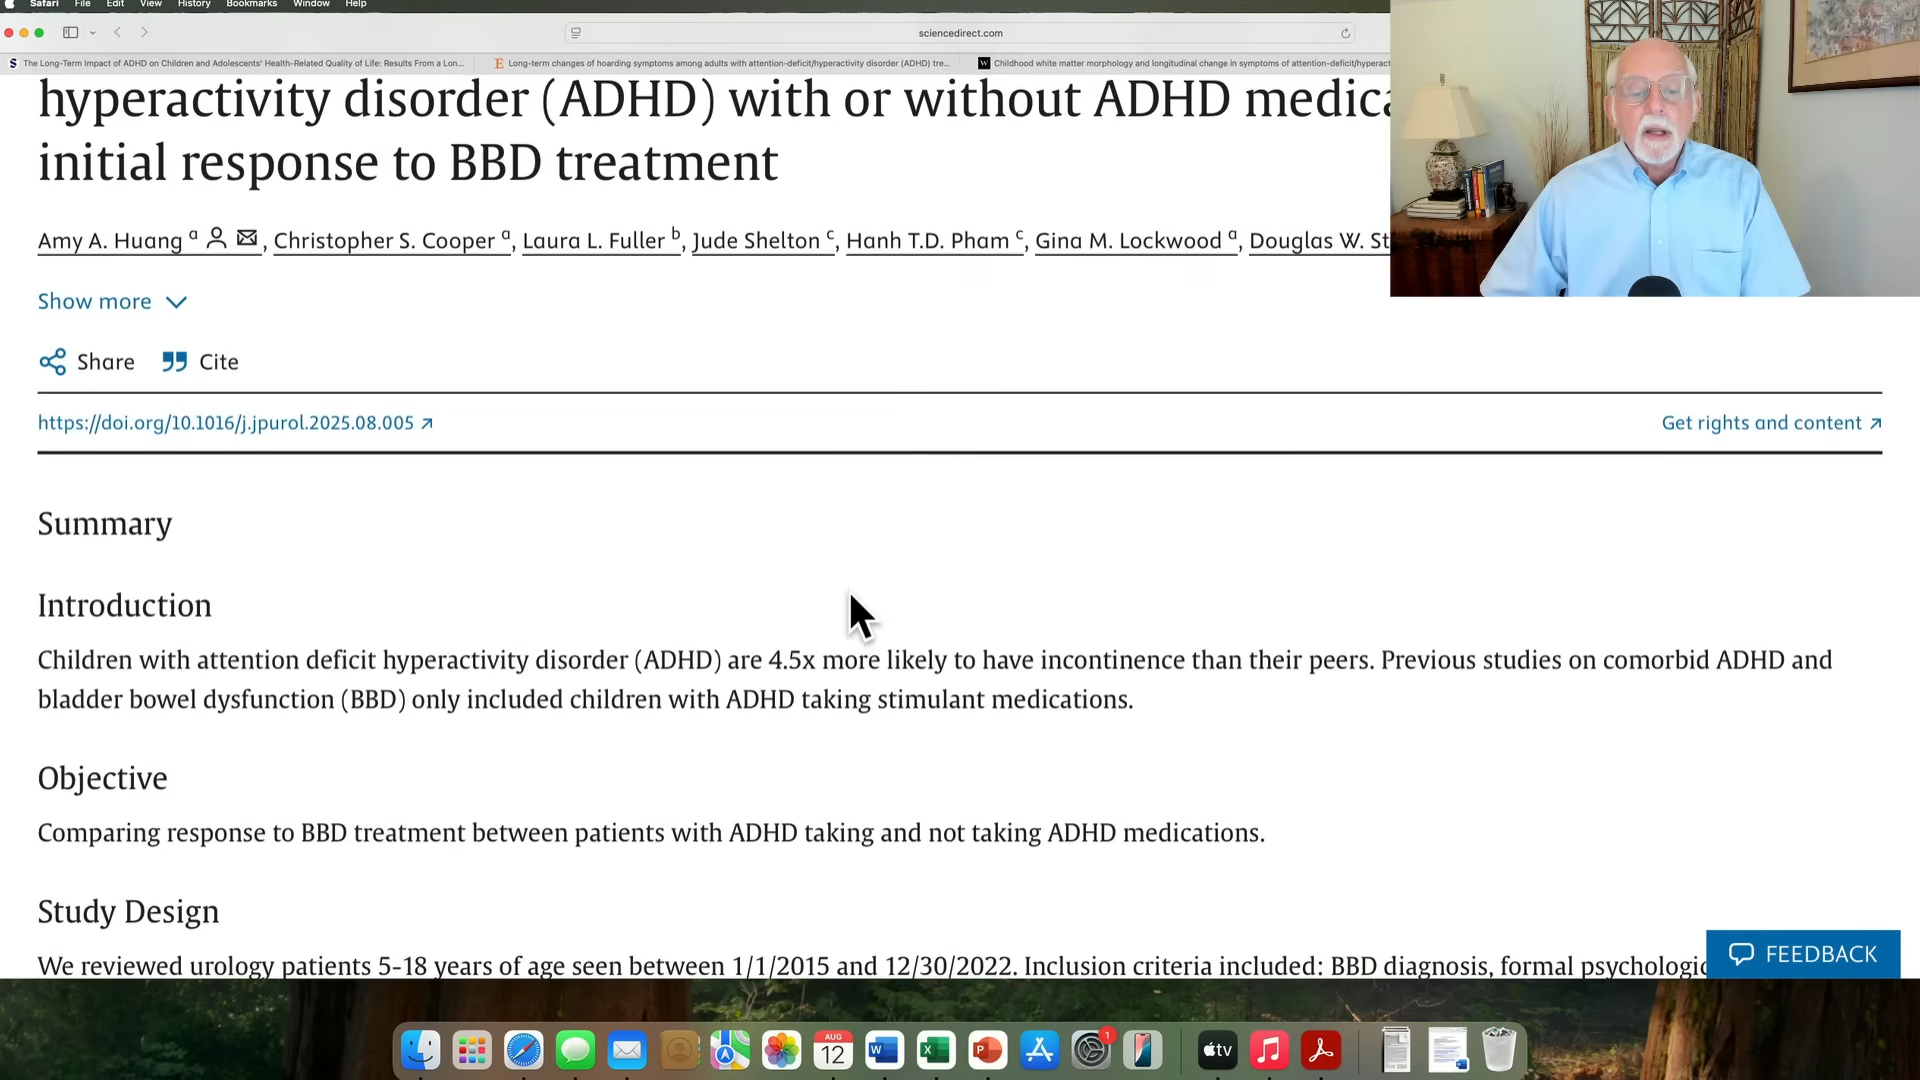 Safari File Edit View History Bookmarks Window Help
sciencedirect.com
S The Long-Term Impact of ADHD on Children and Adolescents' Health-Related Quality of Life: Results From a Lon...
E Long-term changes of hoarding symptoms among adults with attention-deficit/hyperactivity disorder (ADHD) tre...
W Childhood white matter morphology and longitudinal change in symptoms of attention-deficit/hyperact
hyperactivity disorder (ADHD) with or without ADHD medica
initial response to BBD treatment
Amy A. Huang a, Christopher S. Cooper a, Laura L. Fuller b, Jude Shelton c, Hanh T.D. Pham c, Gina M. Lockwood a, Douglas W. St
Show more
Share Cite
https://doi.org/10.1016/j.jpurol.2025.08.005
Get rights and content
Summary
Introduction
Children with attention deficit hyperactivity disorder (ADHD) are 4.5x more likely to have incontinence than their peers. Previous studies on comorbid ADHD and
bladder bowel dysfunction (BBD) only included children with ADHD taking stimulant medications.
Objective
Comparing response to BBD treatment between patients with ADHD taking and not taking ADHD medications.
Study Design
We reviewed urology patients 5-18 years of age seen between 1/1/2015 and 12/30/2022. Inclusion criteria included: BBD diagnosis, formal psychologic
FEEDBACK
AUG
12
W
X
P
1
tv